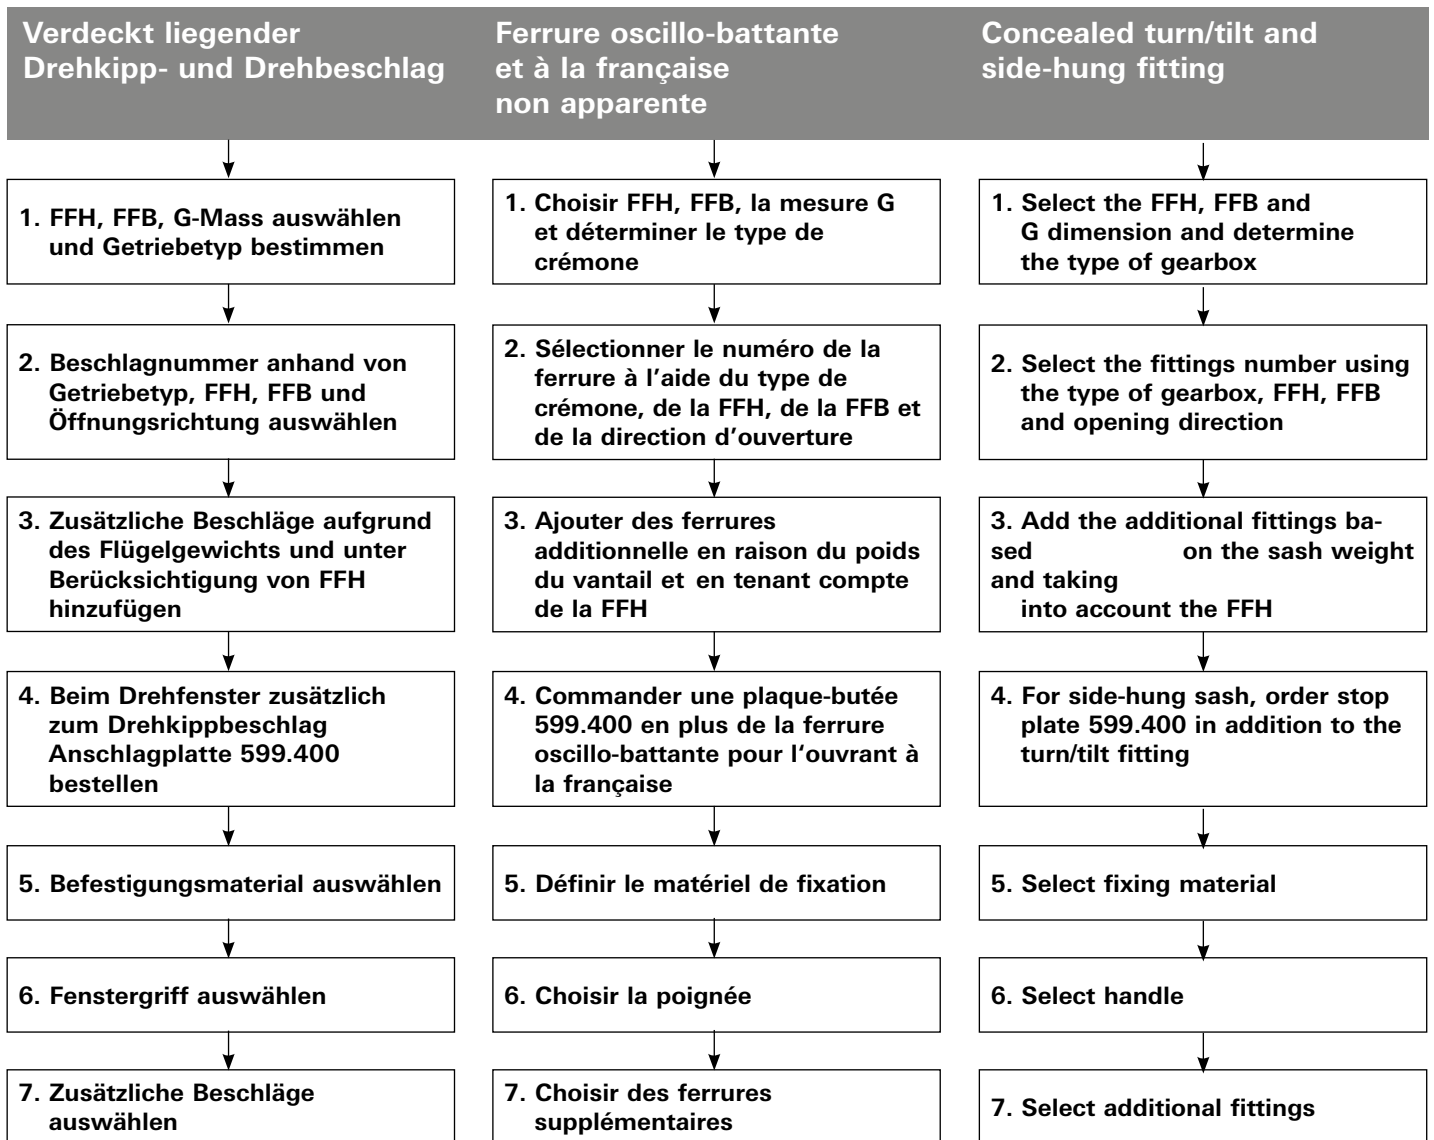 Verdeckt liegender
Drehkipp- und Drehbeschlag
1. FFH, FFB, G-Mass auswählen
und Getriebetyp bestimmen
2. Beschlagnummer anhand von
Getriebetyp, FFH, FFB und
Öffnungsrichtung auswählen
3. Zusätzliche Beschläge aufgrund
des Flügelgewichts und unter
Berücksichtigung von FFH
hinzufügen
4. Beim Drehfenster zusätzlich
zum Drehkippbeschlag
Anschlagplatte 599.400
bestellen
5. Befestigungsmaterial auswählen
6. Fenstergriff auswählen
7. Zusätzliche Beschläge
auswählen
Ferrure oscillo-battante
et à la française
non apparente
1. Choisir FFH, FFB, la mesure G
et déterminer le type de
crémone
2. Sélectionner le numéro de la
ferrure à l’aide du type de
crémone, de la FFH, de la FFB et
de la direction d’ouverture
3. Ajouter des ferrures
additionnelle en raison du poids
du vantail et en tenant compte
de la FFH
4. Commander une plaque-butée
599.400 en plus de la ferrure
oscillo-battante pour l‘ouvrant à
la française
5. Définir le matériel de fixation
6. Choisir la poignée
7. Choisir des ferrures
supplémentaires
Concealed turn/tilt and
side-hung fitting
1. Select the FFH, FFB and
G dimension and determine
the type of gearbox
2. Select the fittings number using
the type of gearbox, FFH, FFB
and opening direction
3. Add the additional fittings ba-
sed on the sash weight
and taking
into account the FFH
4. For side-hung sash, order stop
plate 599.400 in addition to the
turn/tilt fitting
5. Select fixing material
6. Select handle
7. Select additional fittings